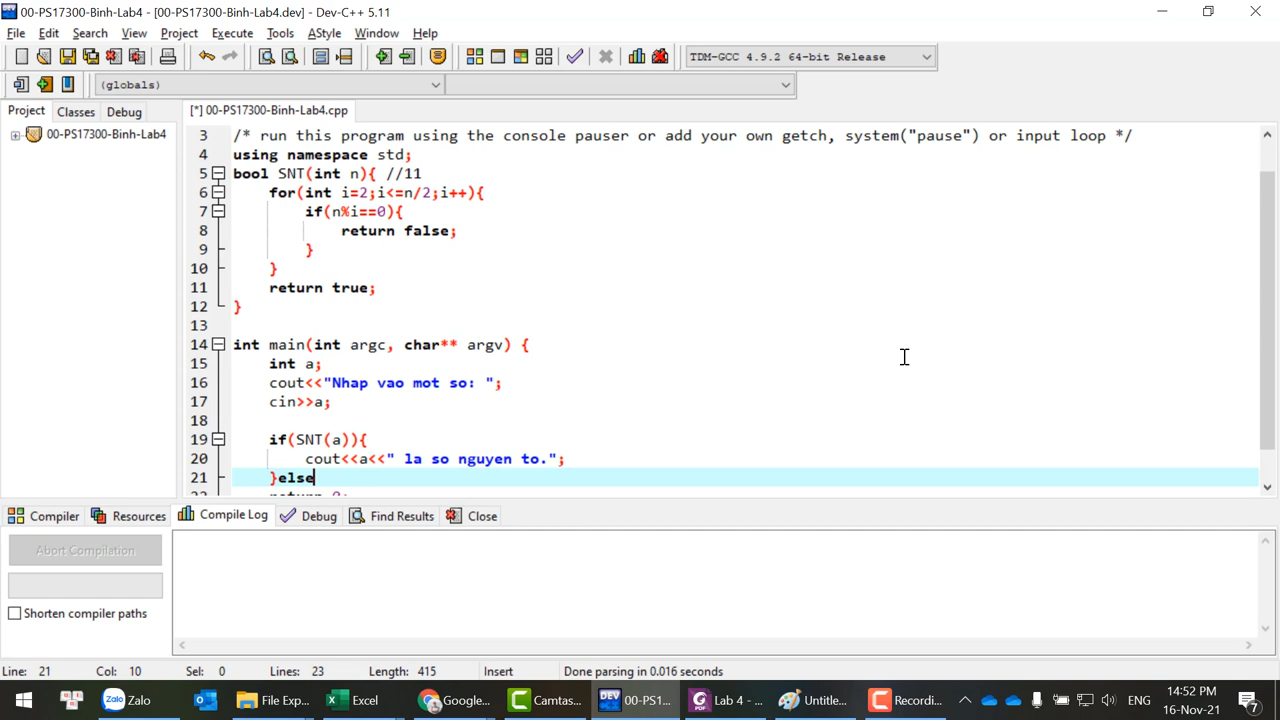 00-PS17300-Binh-Lab4 - [00-PS17300-Binh-Lab4.dev] - Dev-C++ 5.11
File Edit Search View Project Execute Tools AStyle Window Help
TDM-GCC 4.9.2 64-bit Release
(globals)
Project Classes Debug [*] 00-PS17300-Binh-Lab4.cpp
00-PS17300-Binh-Lab4
3 /* run this program using the console pauser or add your own getch, system("pause") or input loop */
4 using namespace std;
5 bool SNT(int n){ //11
6 for(int i=2;i<=n/2;i++){
7 if(n%i==0){
8 return false;
9 }
10 }
11 return true;
12 }
13
14 int main(int argc, char** argv) {
15 int a;
16 cout<<"Nhap vao mot so: ";
17 cin>>a;
18
19 if(SNT(a)){
20 cout<<a<<" la so nguyen to.";
21 }else
22 return 0;
Compiler Resources Compile Log Debug Find Results Close
Abort Compilation
Shorten compiler paths
Line: 21 Col: 10 Sel: 0 Lines: 23 Length: 415 Insert Done parsing in 0.016 seconds
Zalo File Exp... Excel Google... Camtas... DEV 00-PS1... Lab 4 - ... Untitle... Recordi... ENG 14:52 PM
16-Nov-21 7